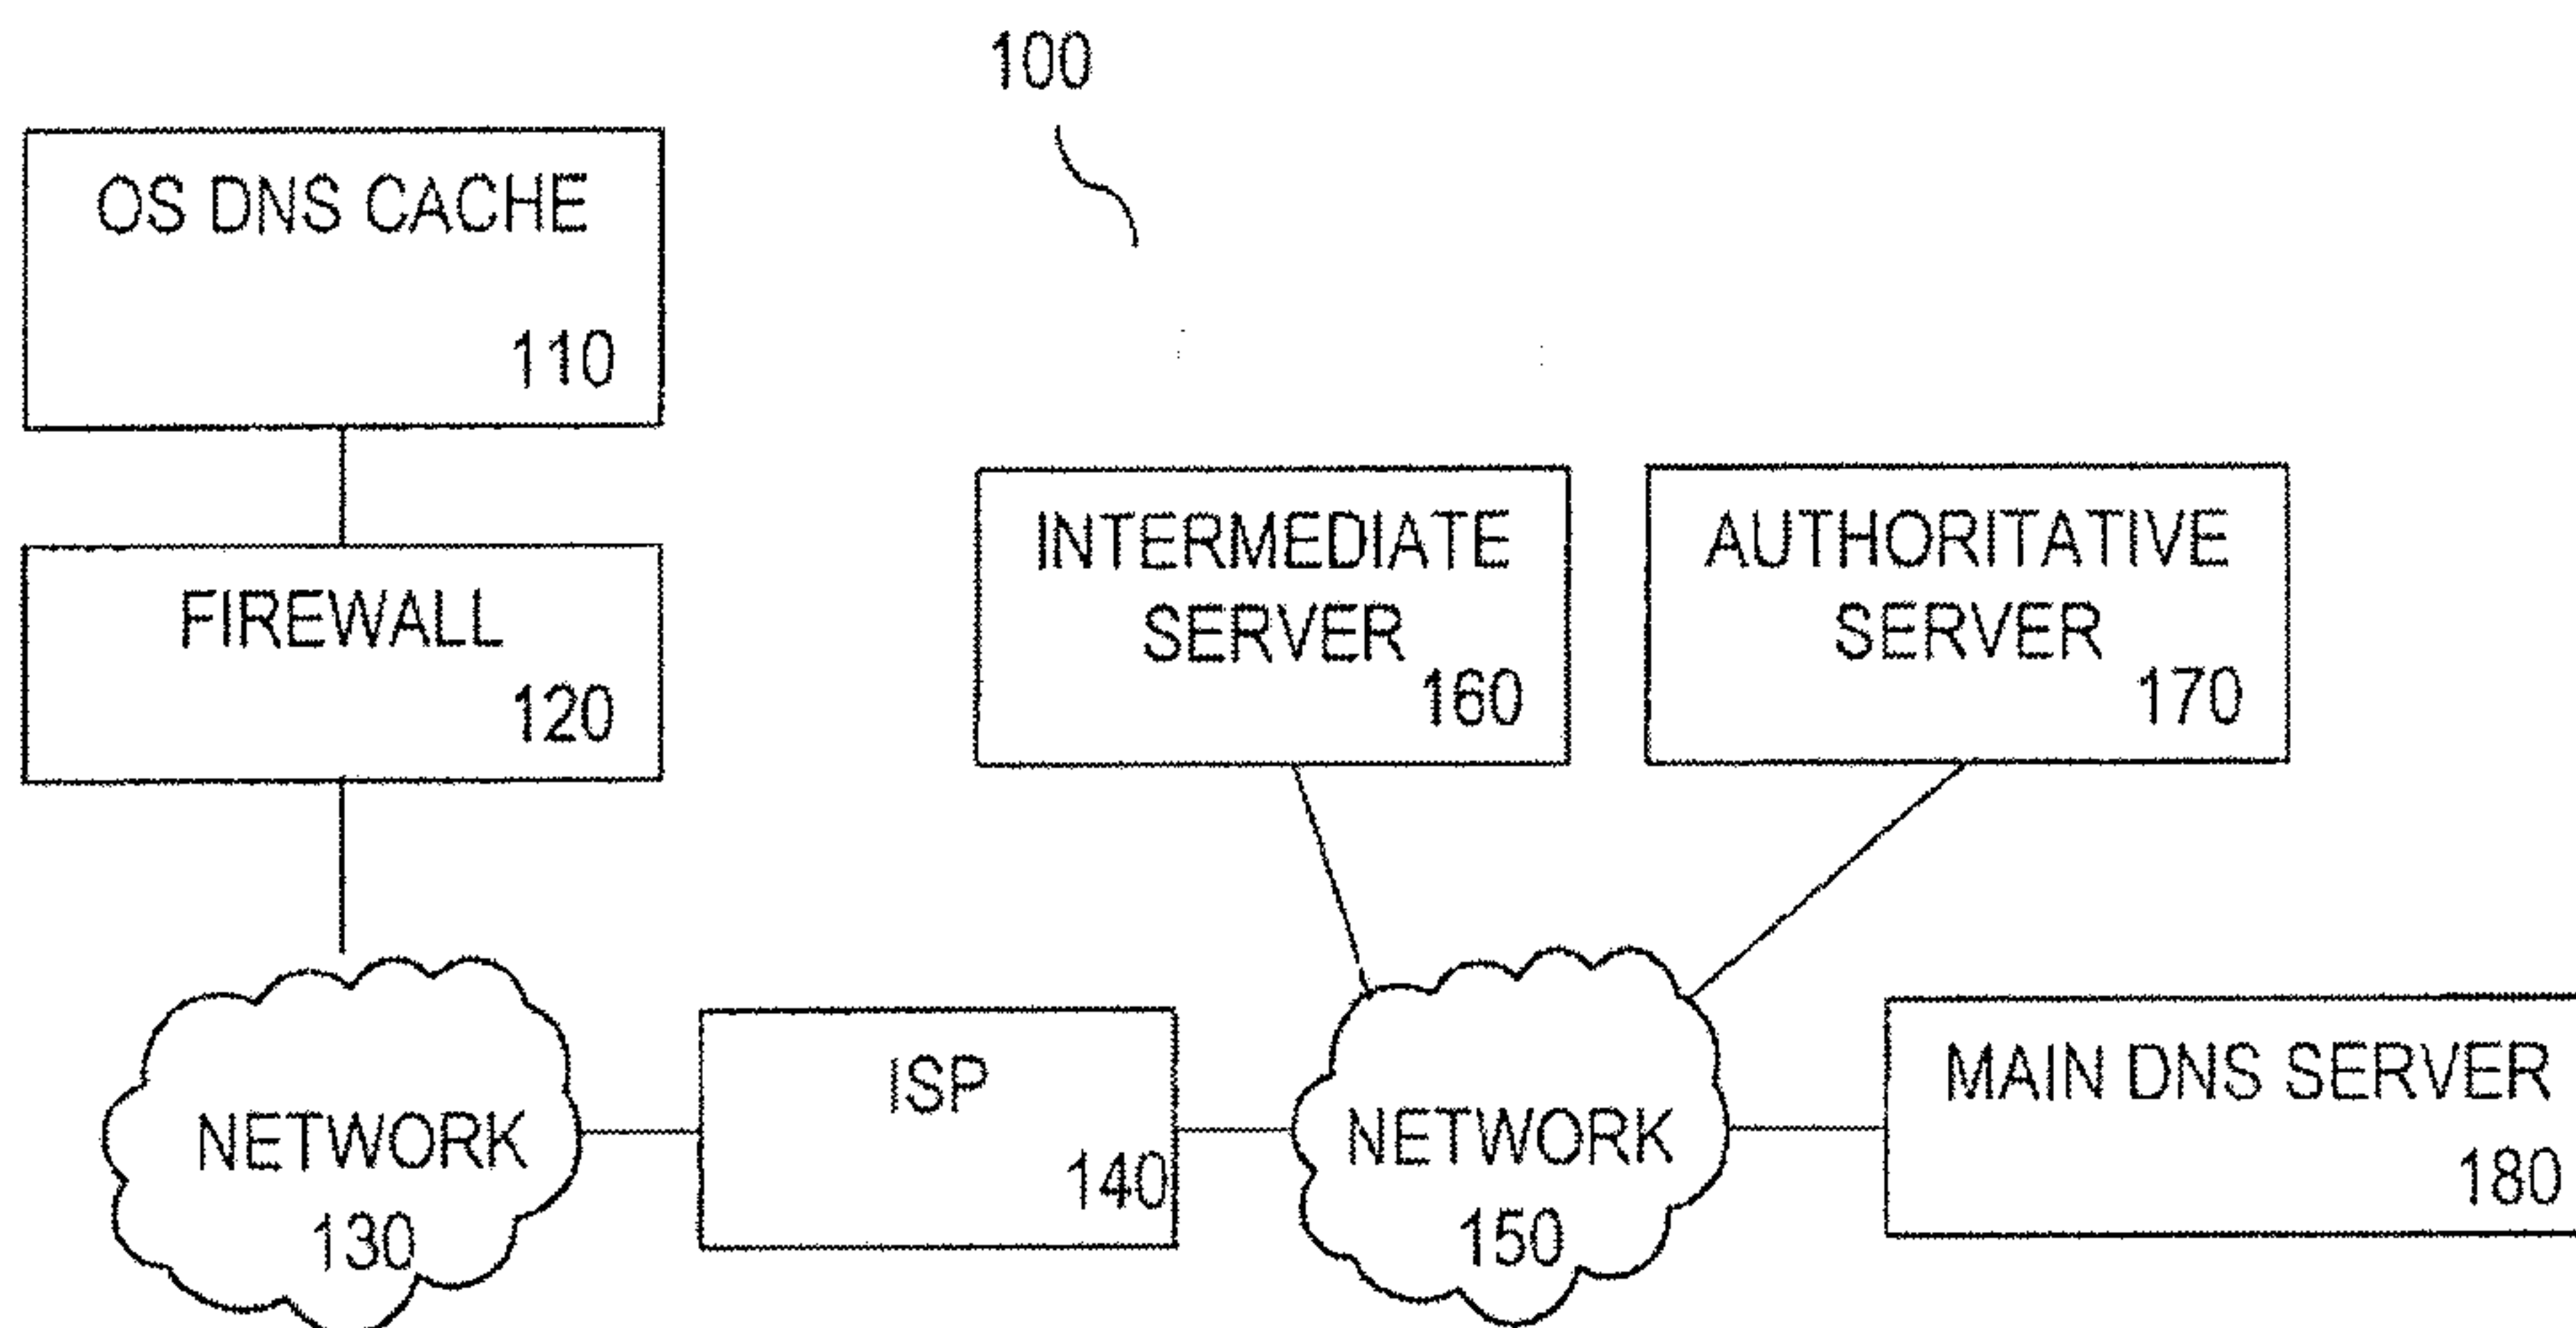 100
OS DNS CACHE
110
FIREWALL
120
INTERMEDIATE
SERVER
160
AUTHORITATIVE
SERVER
170
NETWORK
130
ISP
140
NETWORK
150
MAIN DNS SERVER
180